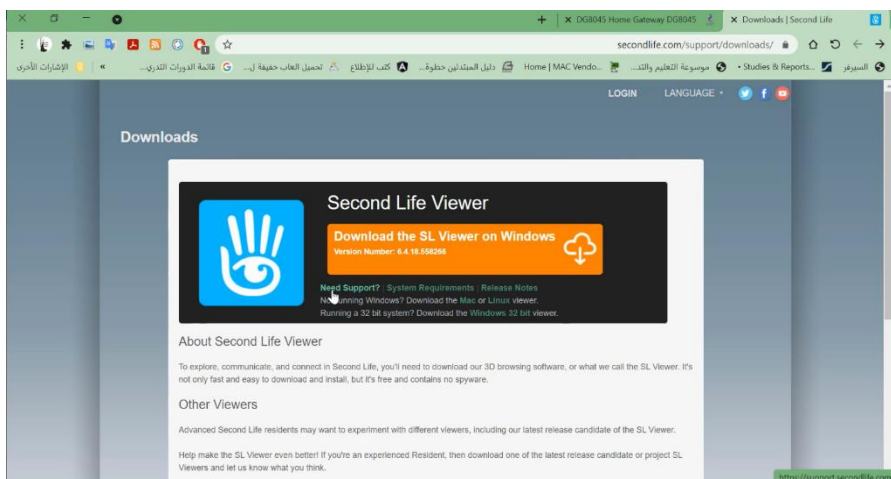 DG8045 Home Gateway DG8045
Downloads | Second Life
secondlife.com/support/downloads/
السيرفر
Studies & Reports...
موسوعة التعليم والتد...
Home | MAC Vendo...
دليل المبتدئين خطوة...
كتب للإطلاع
تحميل العاب خفيفة ل...
قائمة الدورات التدري...
»
الإشارات الأخرى
LOGIN
LANGUAGE
Downloads
Second Life Viewer
Download the SL Viewer on Windows
Version Number: 6.4.18.558266
Need Support? | System Requirements | Release Notes
running Windows? Download the Mac or Linux viewer.
Running a 32 bit system? Download the Windows 32 bit viewer.
About Second Life Viewer
To explore, communicate, and connect in Second Life, you'll need to download our 3D browsing software, or what we call the SL Viewer. It's
not only fast and easy to download and install, but it's free and contains no spyware.
Other Viewers
Advanced Second Life residents may want to experiment with different viewers, including our latest release candidate of the SL Viewer.
Help make the SL Viewer even better! If you're an experienced Resident, then download one of the latest release candidate or project SL
Viewers and let us know what you think.
https://support.secondlife.com